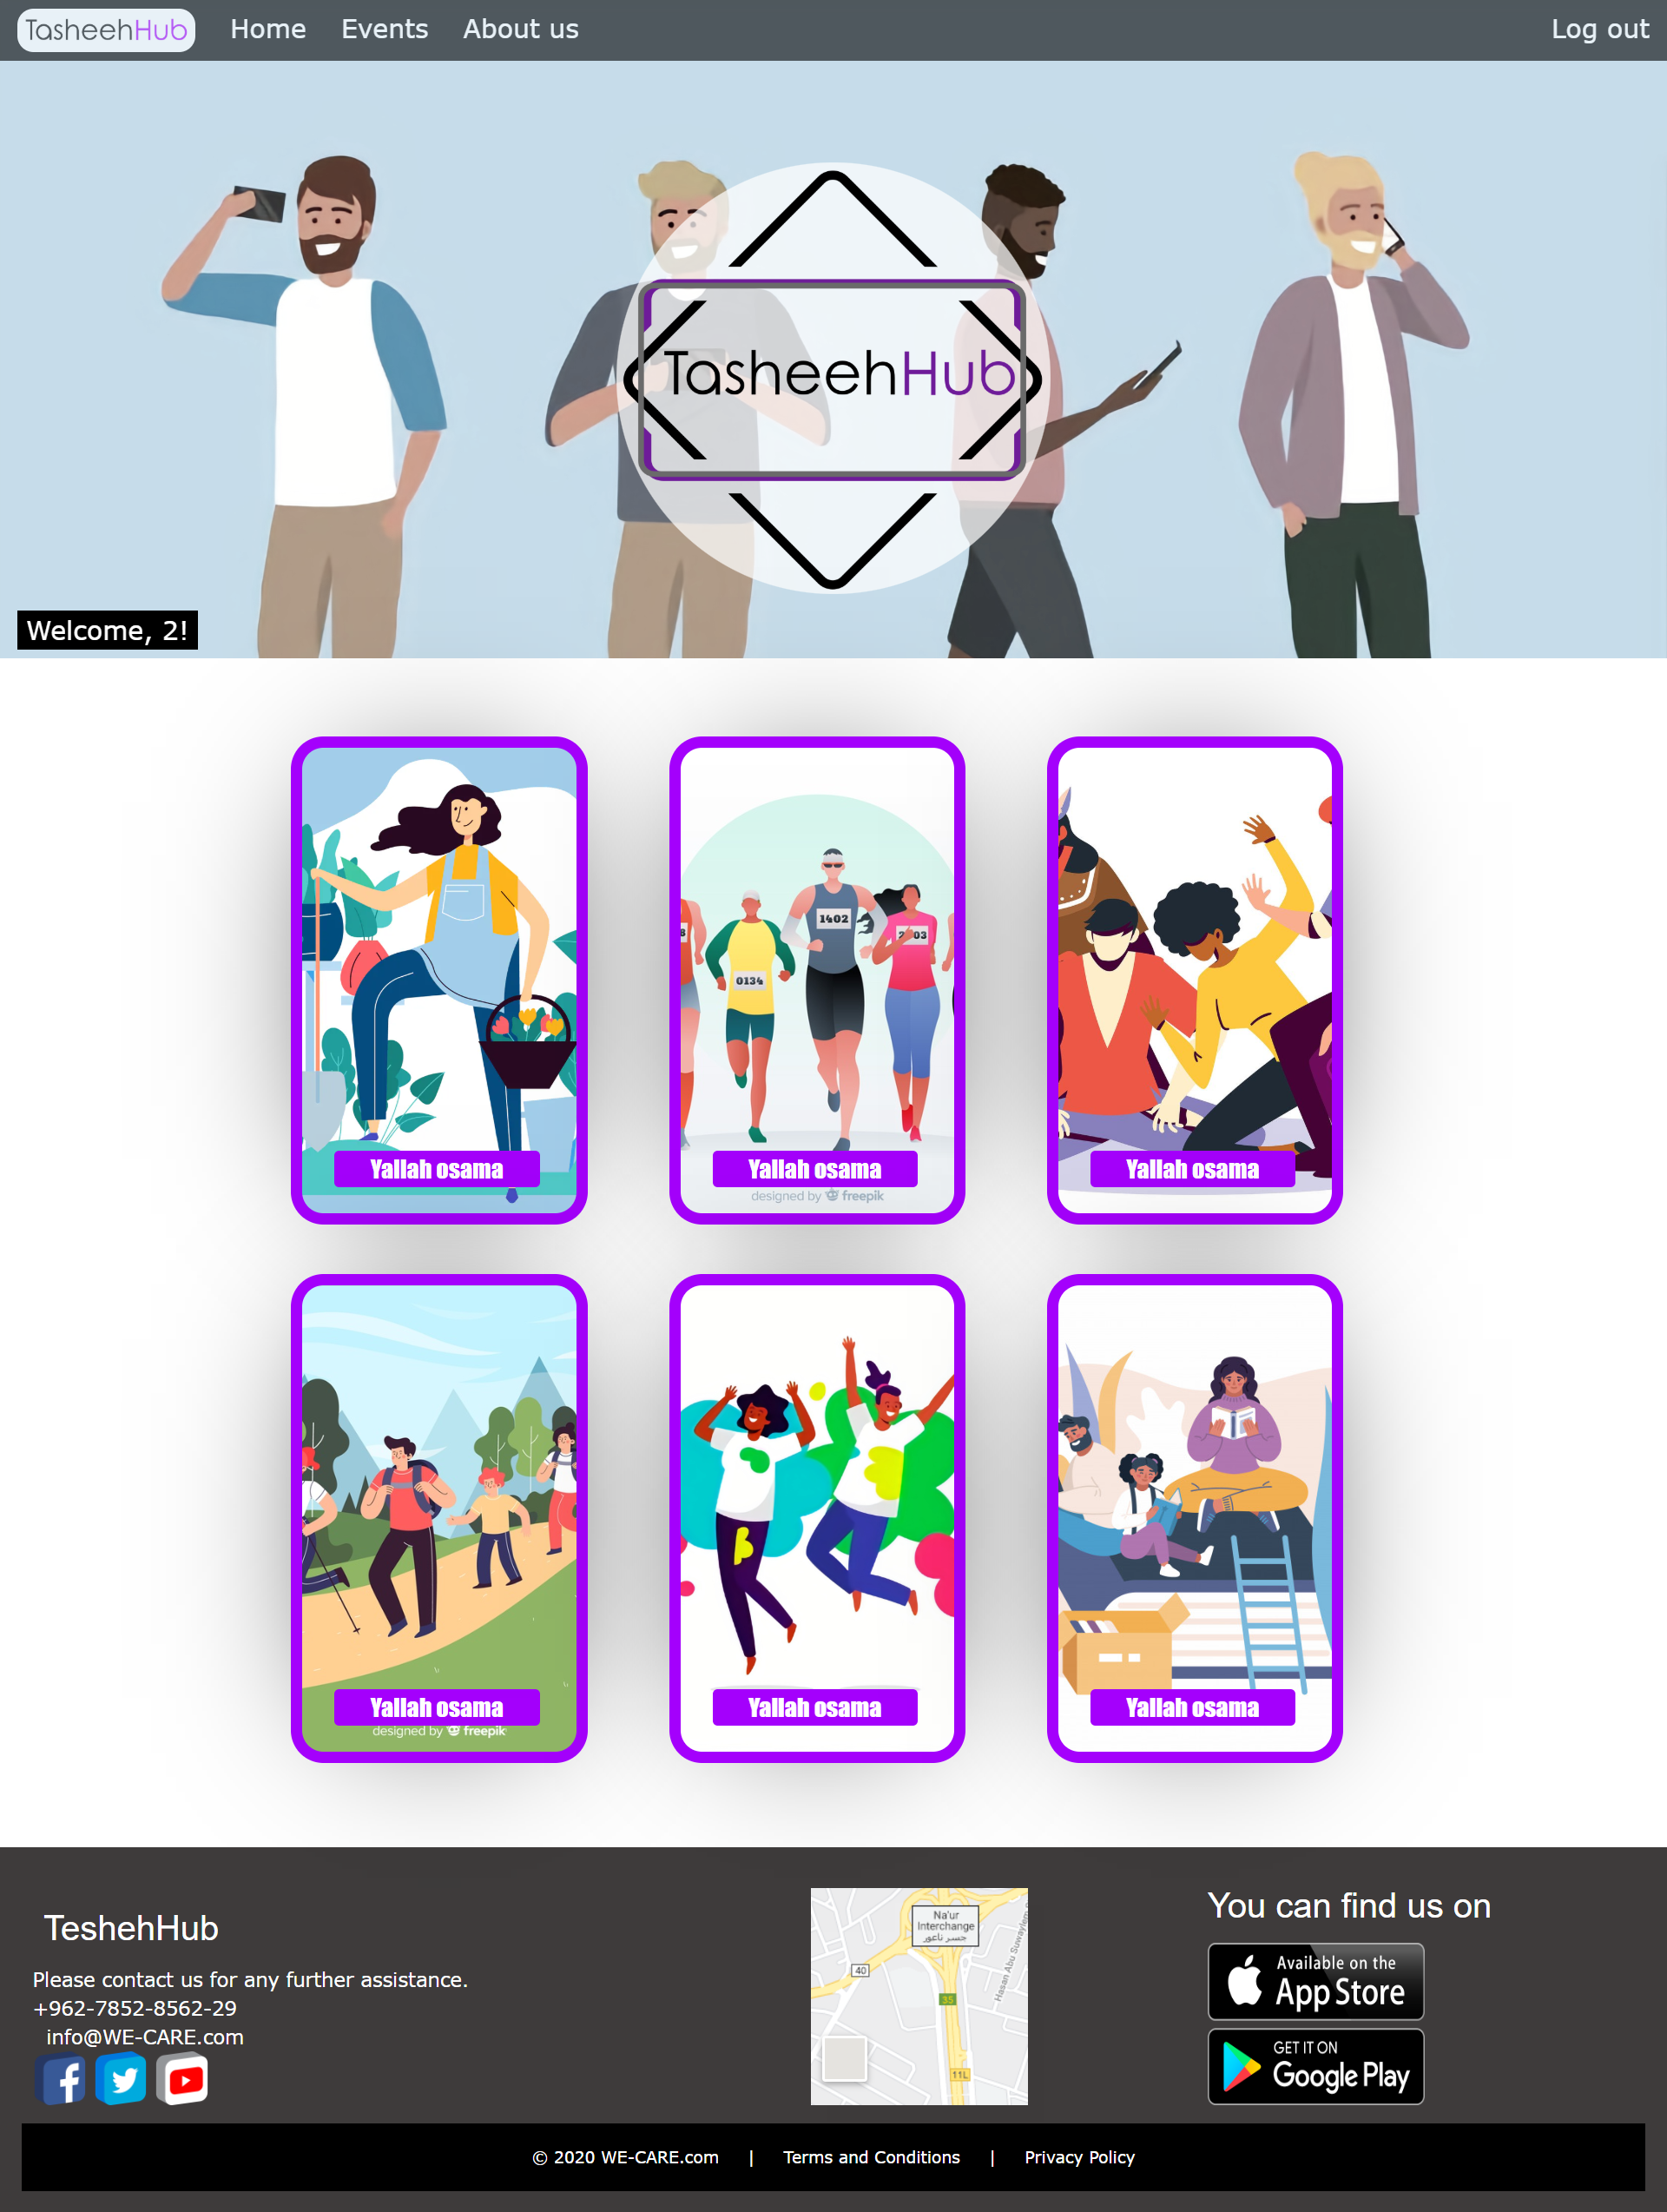 TasheehHub Home Events About us Log out
TasheehHub
Welcome, 2!
1402
0134
Yallah osama
Yallah osama
Yallah osama
designed by freepik
Yallah osama
Yallah osama
Yallah osama
designed by freepik
TeshehHub
Please contact us for any further assistance.
+962-7852-8562-29
info@WE-CARE.com
Na'ur
Interchange
جسر ناعور
40
35
11L
Hasan Abu Suwaylem
You can find us on
Available on the
App Store
GET IT ON
Google Play
© 2020 WE-CARE.com | Terms and Conditions | Privacy Policy